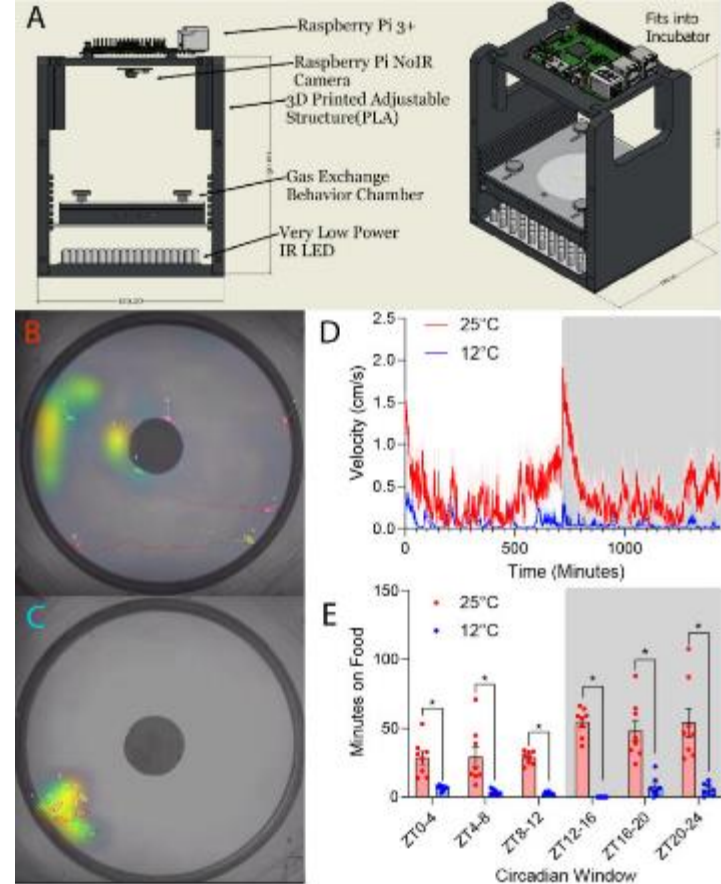 A
Raspberry Pi 3+
Raspberry Pi NoIR
Camera
3D Printed Adjustable
Structure(PLA)
Gas Exchange
Behavior Chamber
Very Low Power
IR LED
Fits into
Incubator
B
C
D
25°C
12°C
Velocity (cm/s)
2.5
2.0
1.5
1.0
0.5
0.0
0
500
1000
Time (Minutes)
E
25°C
12°C
Minutes on Food
150
100
50
0
*
*
*
*
*
*
ZT0-4
ZT4-8
ZT8-12
ZT12-16
ZT16-20
ZT20-24
Circadian Window